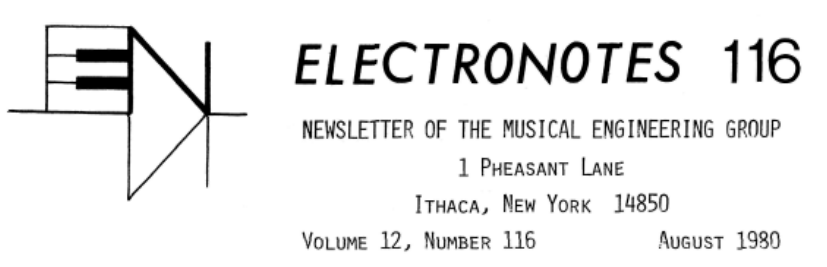 ELECTRONOTES 116
NEWSLETTER OF THE MUSICAL ENGINEERING GROUP
1 PHEASANT LANE
ITHACA, NEW YORK 14850
VOLUME 12, NUMBER 116 AUGUST 1980